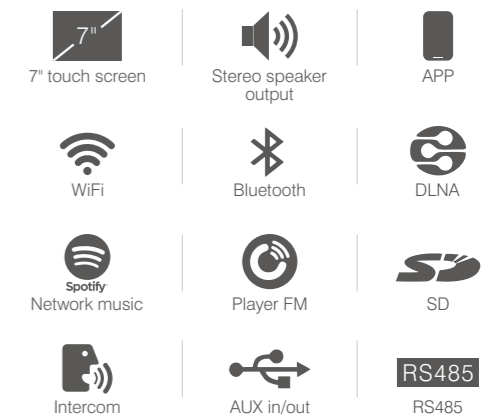 7"
7" touch screen
Stereo speaker
output
APP
WiFi
Bluetooth
DLNA
Spotify
Network music
Player FM
SD
SD
Intercom
AUX in/out
RS485
RS485